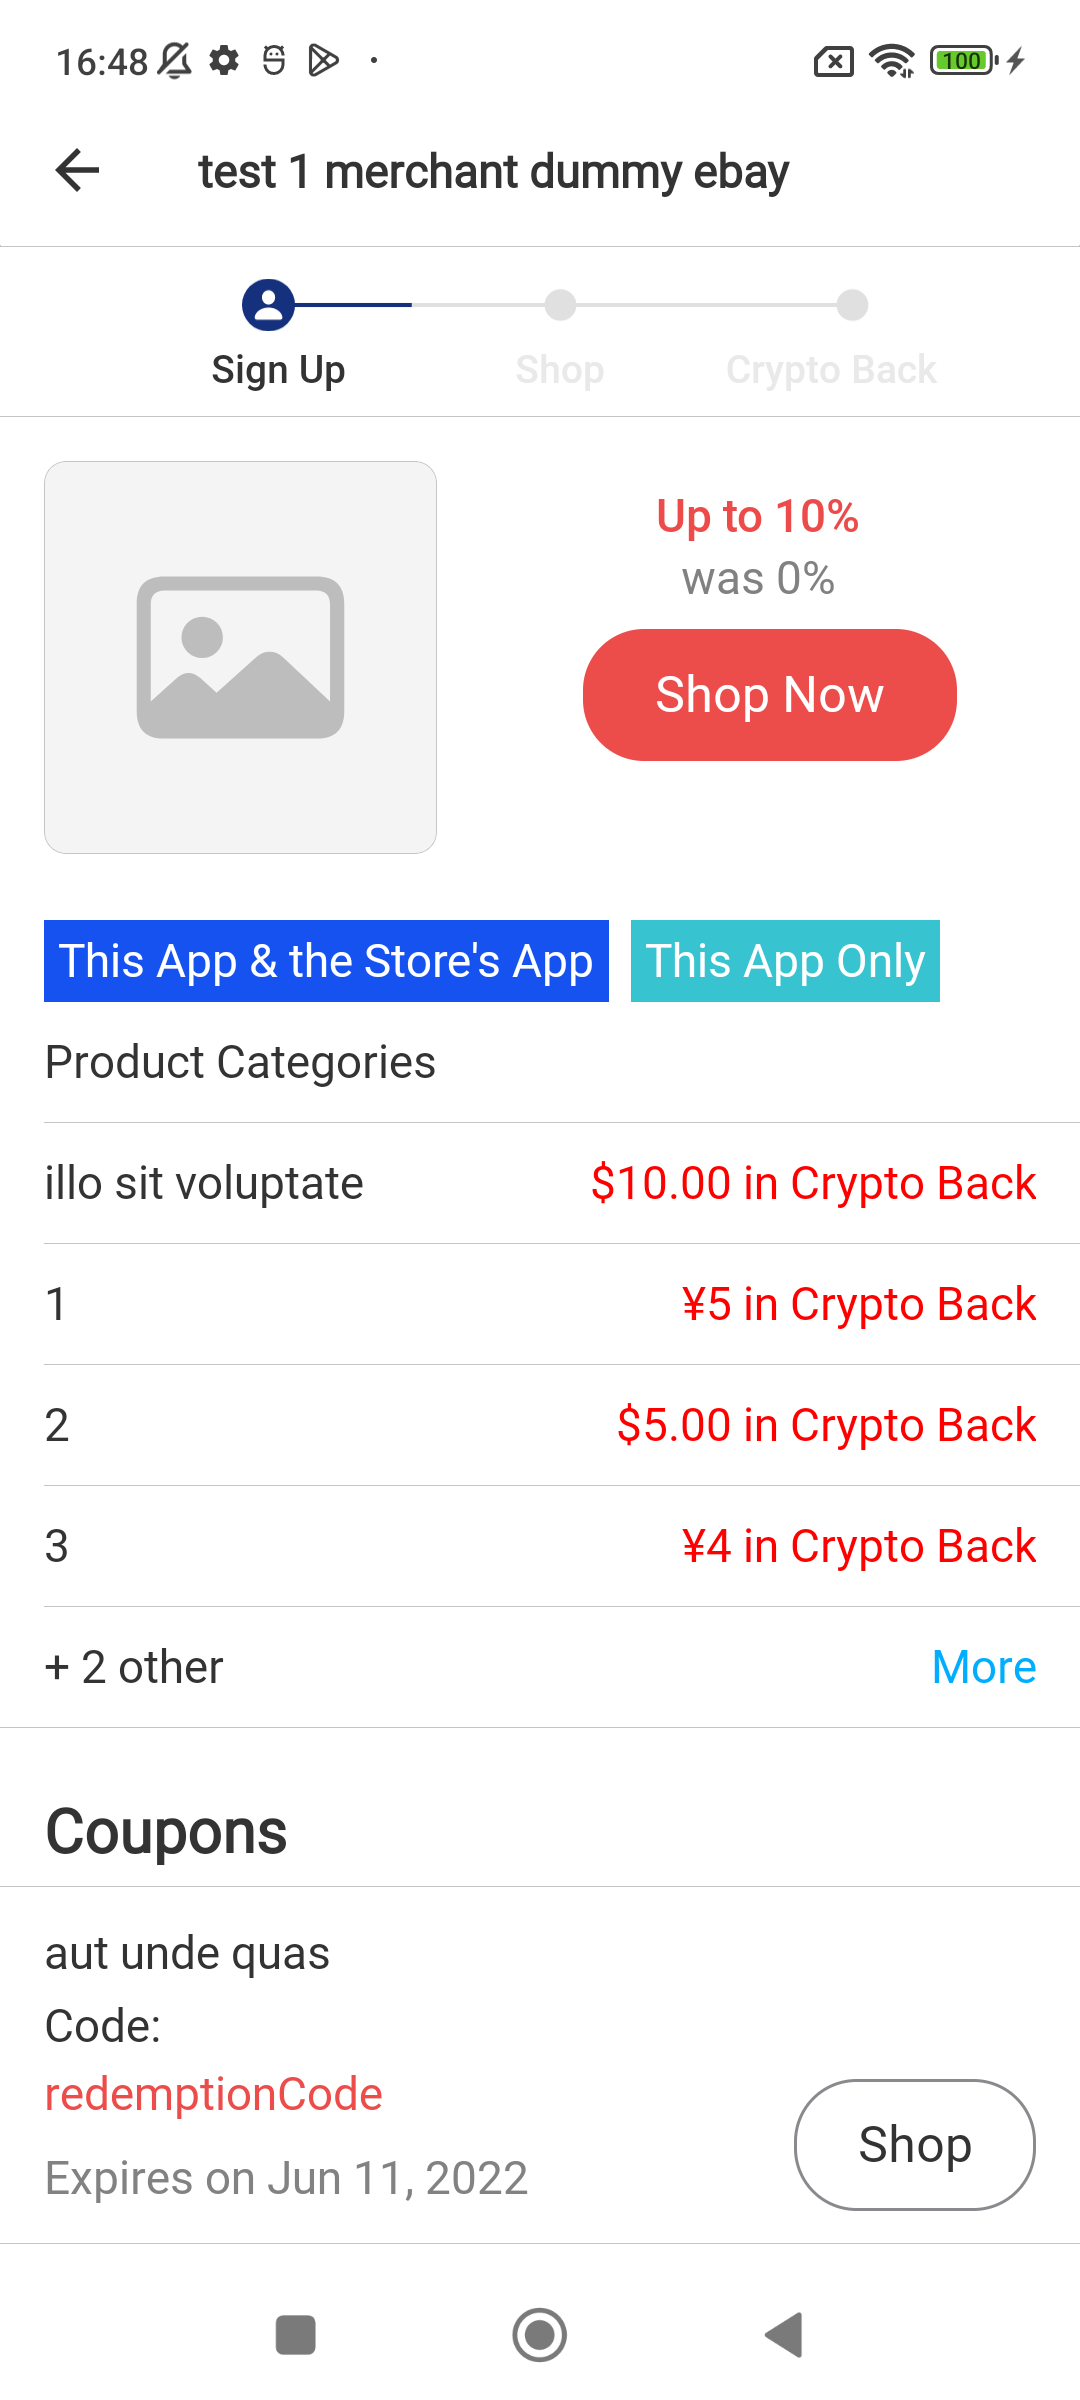 16:48
100
test 1 merchant dummy ebay
Sign Up
Shop
Crypto Back
Up to 10%
was 0%
Shop Now
This App & the Store's App
This App Only
Product Categories
illo sit voluptate
$10.00 in Crypto Back
1
¥5 in Crypto Back
2
$5.00 in Crypto Back
3
¥4 in Crypto Back
+ 2 other
More
Coupons
aut unde quas
Code:
redemptionCode
Expires on Jun 11, 2022
Shop